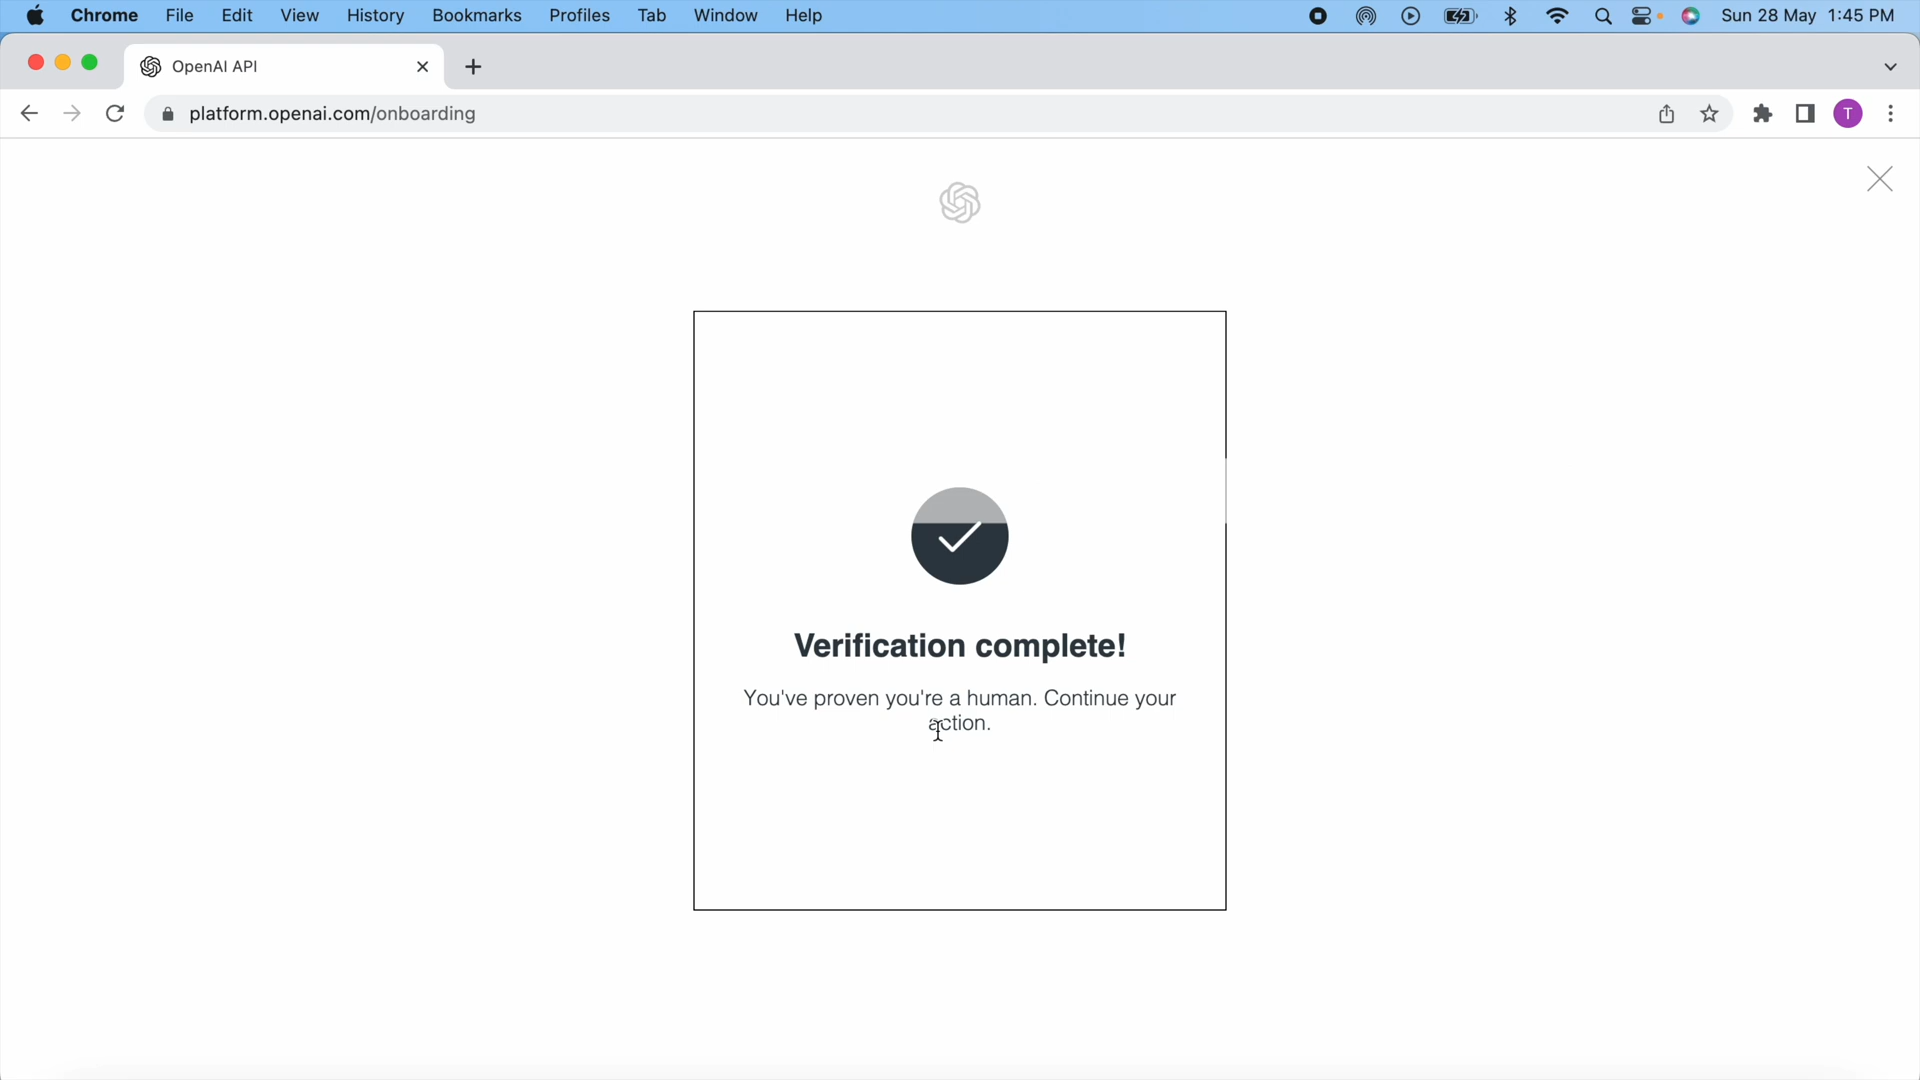 Chrome File Edit View History Bookmarks Profiles Tab Window Help Sun 28 May 1:45 PM
OpenAI API
platform.openai.com/onboarding T
Verification complete!
You've proven you're a human. Continue your
action.